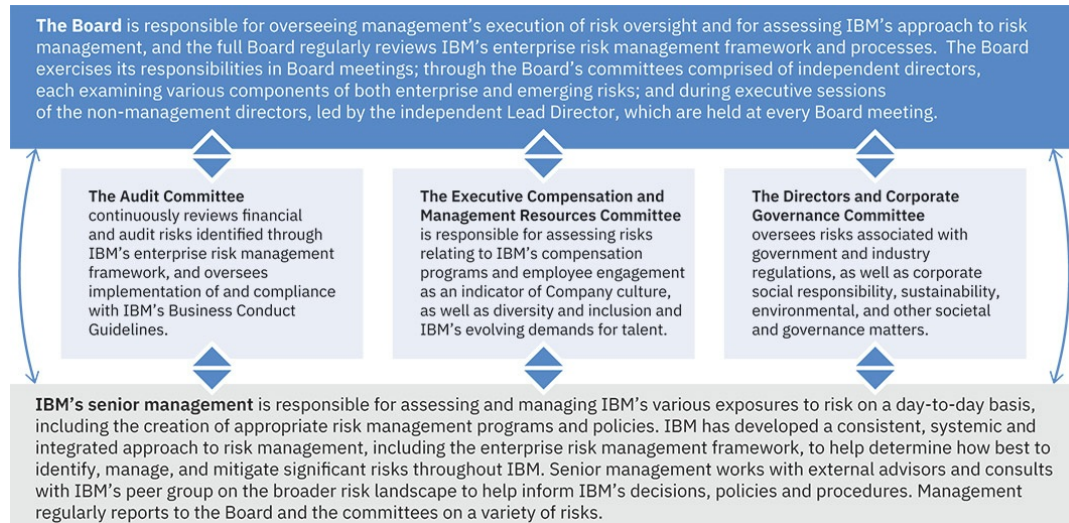 The Board is responsible for overseeing management’s execution of risk oversight and for assessing IBM’s approach to risk
management, and the full Board regularly reviews IBM’s enterprise risk management framework and processes. The Board
exercises its responsibilities in Board meetings; through the Board’s committees comprised of independent directors,
each examining various components of both enterprise and emerging risks; and during executive sessions
of the non-management directors, led by the independent Lead Director, which are held at every Board meeting.
The Audit Committee
continuously reviews financial
and audit risks identified through
IBM’s enterprise risk management
framework, and oversees
implementation of and compliance
with IBM’s Business Conduct
Guidelines.
The Executive Compensation and
Management Resources Committee
is responsible for assessing risks
relating to IBM’s compensation
programs and employee engagement
as an indicator of Company culture,
as well as diversity and inclusion and
IBM’s evolving demands for talent.
The Directors and Corporate
Governance Committee
oversees risks associated with
government and industry
regulations, as well as corporate
social responsibility, sustainability,
environmental, and other societal
and governance matters.
IBM’s senior management is responsible for assessing and managing IBM’s various exposures to risk on a day-to-day basis,
including the creation of appropriate risk management programs and policies. IBM has developed a consistent, systemic and
integrated approach to risk management, including the enterprise risk management framework, to help determine how best to
identify, manage, and mitigate significant risks throughout IBM. Senior management works with external advisors and consults
with IBM’s peer group on the broader risk landscape to help inform IBM’s decisions, policies and procedures. Management
regularly reports to the Board and the committees on a variety of risks.